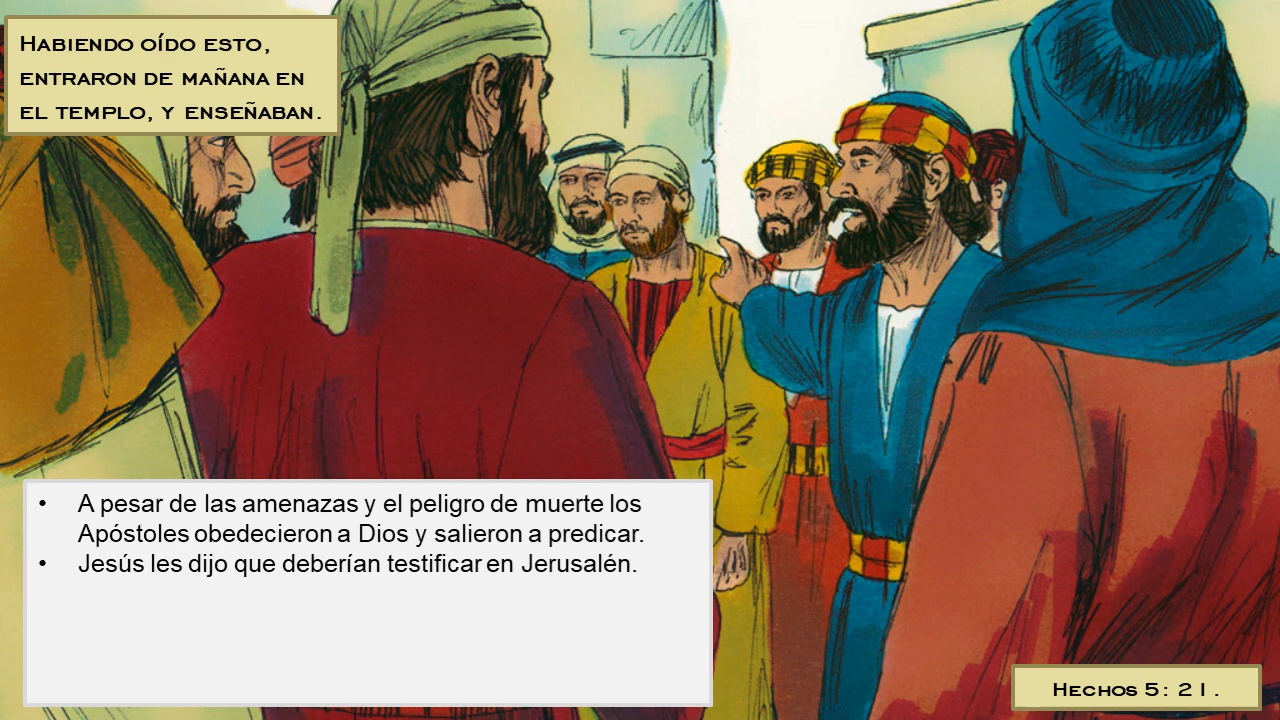 Habiendo oído esto,
entraron de mañana en
el templo, y enseñaban.
• A pesar de las amenazas y el peligro de muerte los
Apóstoles obedecieron a Dios y salieron a predicar.
• Jesús les dijo que deberían testificar en Jerusalén.
Hechos 5: 21.